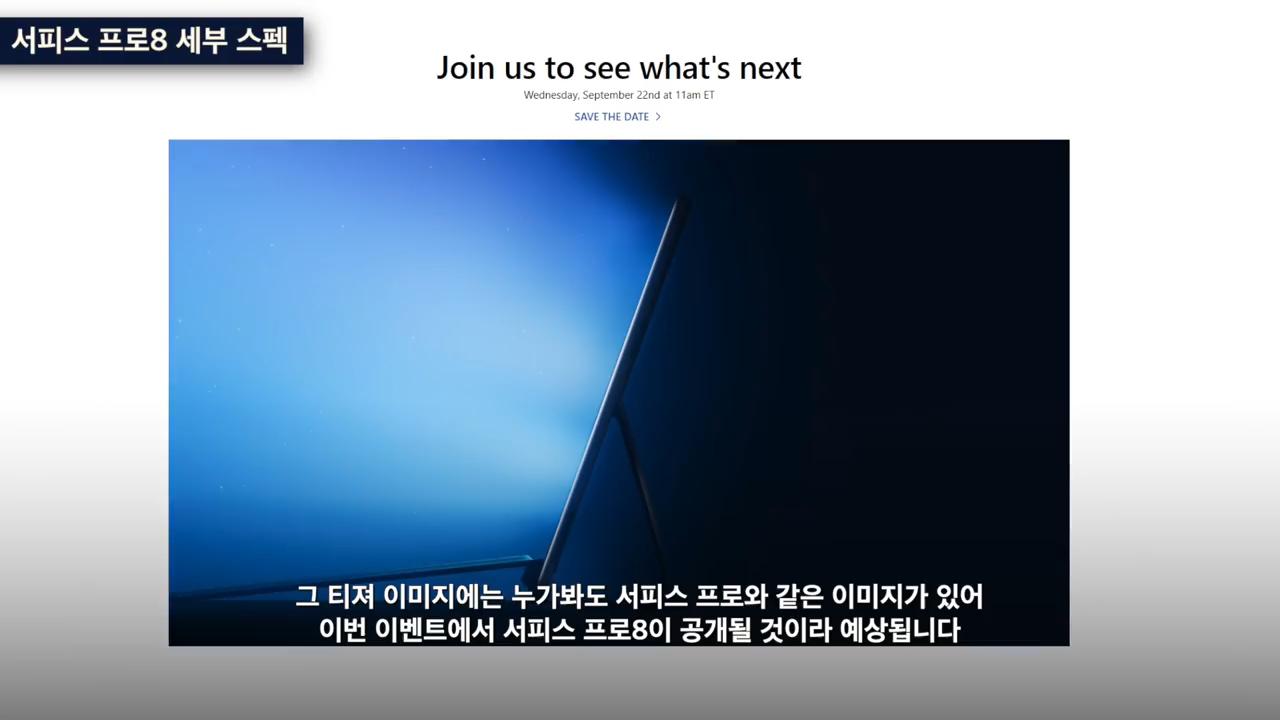 서피스 프로8 세부 스펙
Join us to see what's next
Wednesday, September 22nd at 11am ET
SAVE THE DATE >
그 티져 이미지에는 누가봐도 서피스 프로와 같은 이미지가 있어
이번 이벤트에서 서피스 프로8이 공개될 것이라 예상됩니다